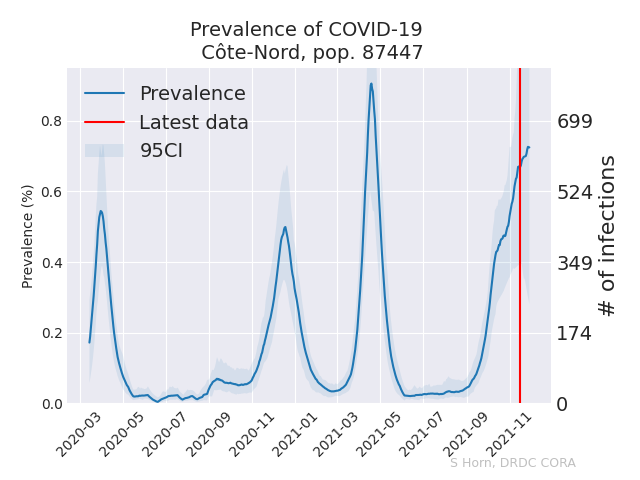 Prevalence of COVID-19
Côte-Nord, pop. 87447
Prevalence
Latest data
95CI
Prevalence (%)
0.8
0.6
0.4
0.2
0.0
699
524
349
174
0
# of infections
2020-03
2020-05
2020-07
2020-09
2020-11
2021-01
2021-03
2021-05
2021-07
2021-09
2021-11
S Horn, DRDC CORA